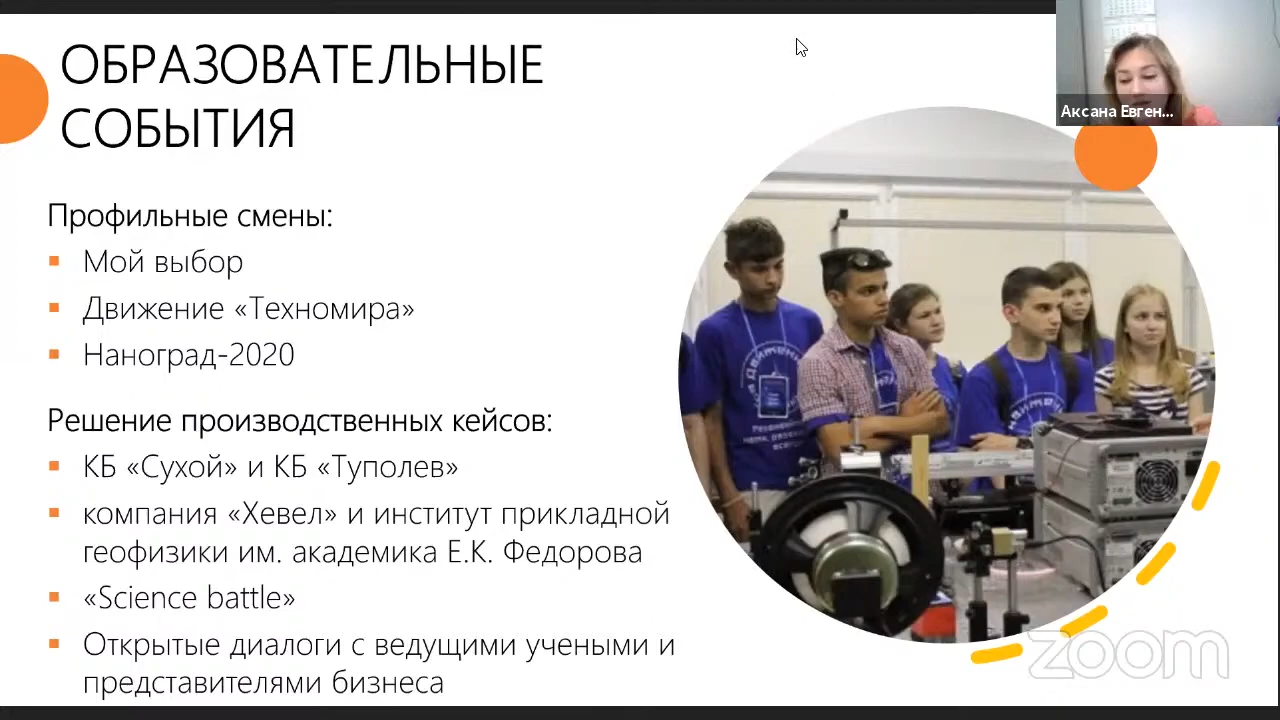 ОБРАЗОВАТЕЛЬНЫЕ
СОБЫТИЯ
Аксана Евген...
Профильные смены:
Мой выбор
Движение «Техномира»
Наноград-2020
Решение производственных кейсов:
КБ «Сухой» и КБ «Туполев»
компания «Хевел» и институт прикладной
геофизики им. академика Е.К. Федорова
«Science battle»
Открытые диалоги с ведущими учеными и
представителями бизнеса
zoom